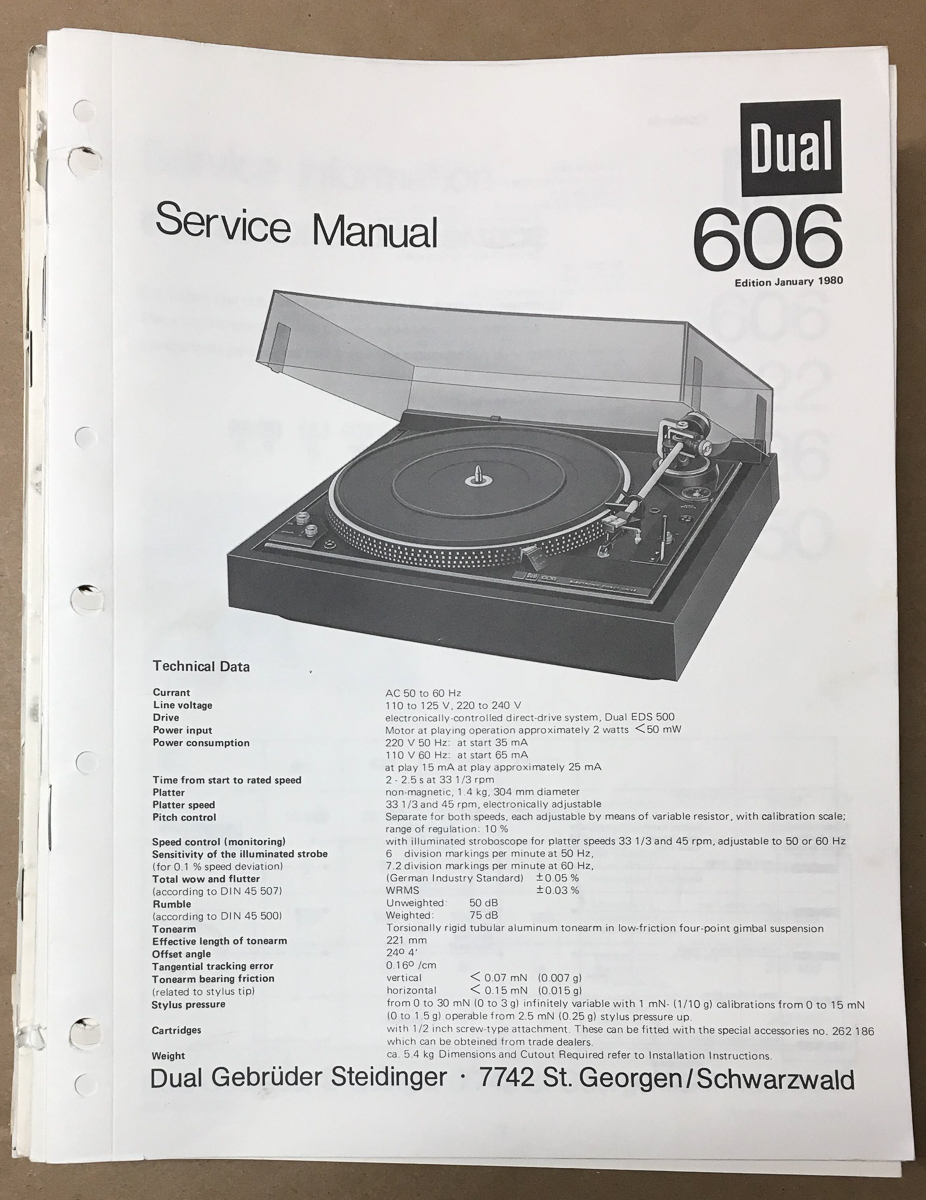 Dual
606
Service Manual
Edition January 1980
Technical Data
Currant AC 50 to 60 Hz
Line voltage 110 to 125 V, 220 to 240 V
Drive electronically-controlled direct-drive system, Dual EDS 500
Power input Motor at playing operation approximately 2 watts <50 mW
Power consumption 220 V 50 Hz: at start 35 mA
110 V 60 Hz: at start 65 mA
at play 15 mA at play approximately 25 mA
Time from start to rated speed 2 - 2.5 s at 33 1/3 rpm
Platter non-magnetic, 1.4 kg, 304 mm diameter
Platter speed 33 1/3 and 45 rpm, electronically adjustable
Pitch control Separate for both speeds, each adjustable by means of variable resistor, with calibration scale;
range of regulation: 10 %
Speed control (monitoring) with illuminated stroboscope for platter speeds 33 1/3 and 45 rpm, adjustable to 50 or 60 Hz
Sensitivity of the illuminated strobe 6 division markings per minute at 50 Hz,
(for 0.1 % speed deviation) 7.2 division markings per minute at 60 Hz,
Total wow and flutter (German Industry Standard) ±0.05 %
(according to DIN 45 507) WRMS ±0.03 %
Rumble Unweighted: 50 dB
(according to DIN 45 500) Weighted: 75 dB
Tonearm Torsionally rigid tubular aluminum tonearm in low-friction four-point gimbal suspension
Effective length of tonearm 221 mm
Offset angle 24° 4'
Tangential tracking error 0.16° /cm
Tonearm bearing friction vertical < 0.07 mN (0.007 g)
(related to stylus tip) horizontal < 0.15 mN (0.015 g)
Stylus pressure from 0 to 30 mN (0 to 3 g) infinitely variable with 1 mN- (1/10 g) calibrations from 0 to 15 mN
(0 to 1.5 g) operable from 2.5 mN (0.25 g) stylus pressure up.
Cartridges with 1/2 inch screw-type attachment. These can be fitted with the special accessories no. 262 186
which can be obteined from trade dealers.
Weight ca. 5.4 kg Dimensions and Cutout Required refer to Installation Instructions.
Dual Gebrüder Steidinger · 7742 St. Georgen/Schwarzwald